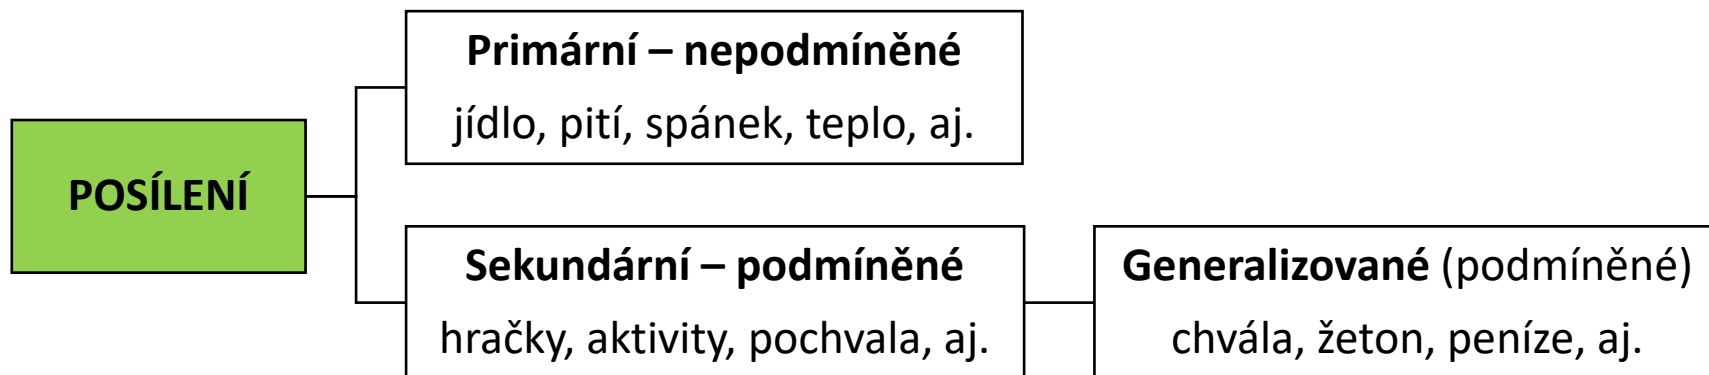 Primární – nepodmíněné
jídlo, pití, spánek, teplo, aj.
POSÍLENÍ
Sekundární – podmíněné
hračky, aktivity, pochvala, aj.
Generalizované (podmíněné)
chvála, žeton, peníze, aj.